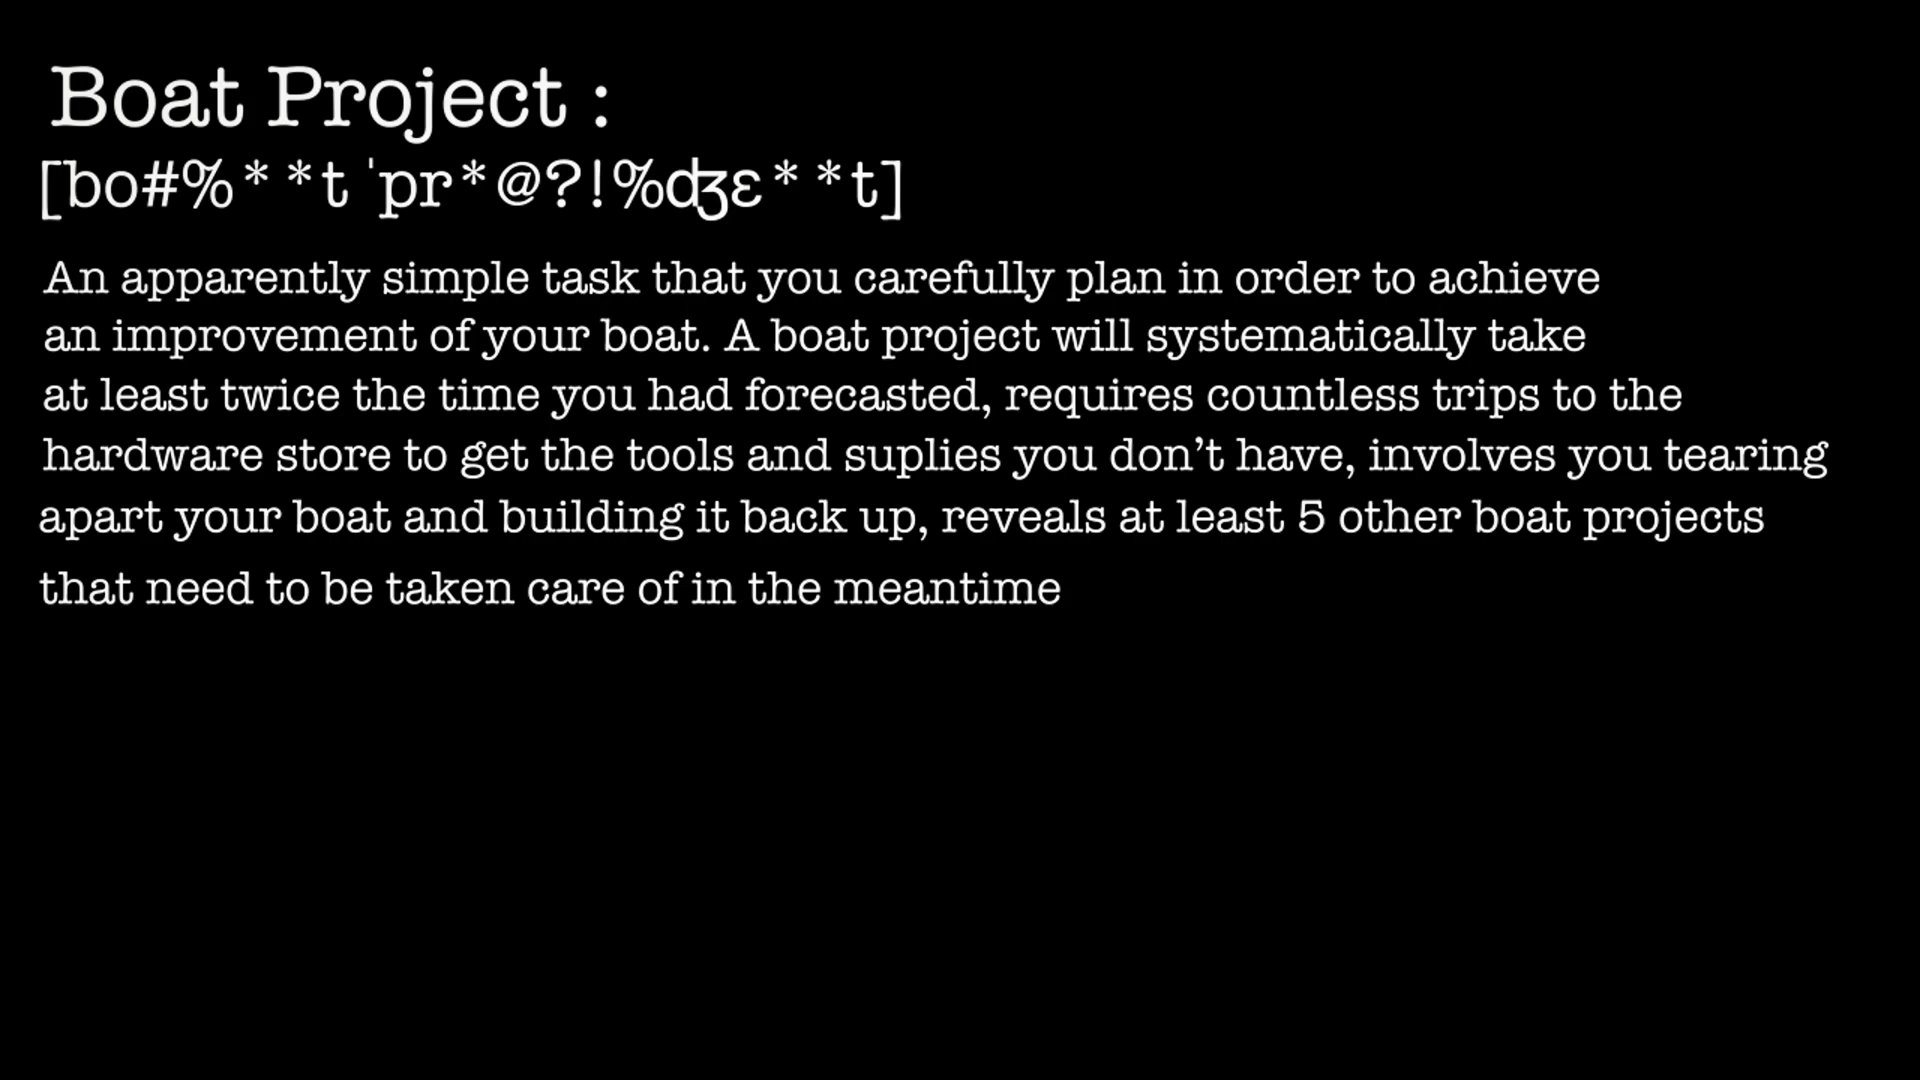 Boat Project :
[bo#%**t ˈpr*@?!%ʤɛ**t]
An apparently simple task that you carefully plan in order to achieve
an improvement of your boat. A boat project will systematically take
at least twice the time you had forecasted, requires countless trips to the
hardware store to get the tools and suplies you don’t have, involves you tearing
apart your boat and building it back up, reveals at least 5 other boat projects
that need to be taken care of in the meantime